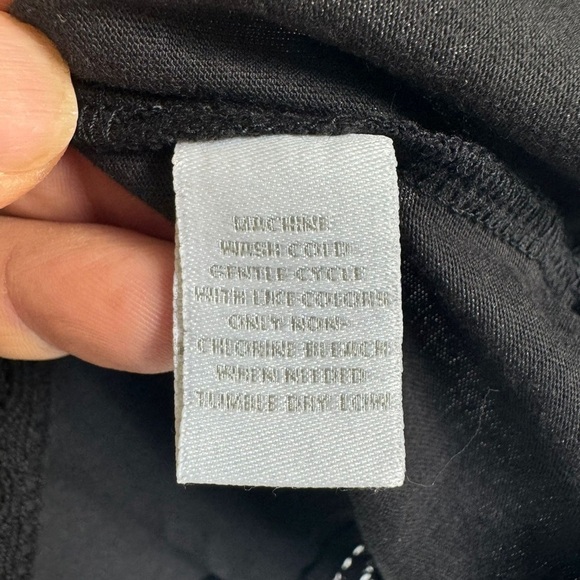 MACHINE
WASH COLD
GENTLE CYCLE
WITH LIKE COLORS
ONLY NON-
CHLORINE BLEACH
WHEN NEEDED
TUMBLE DRY LOW